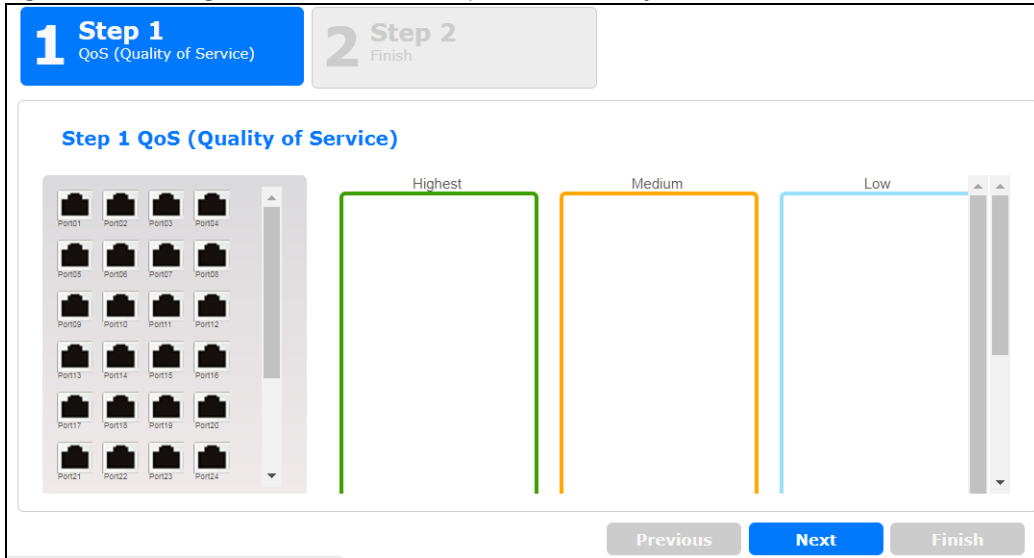 1 Step 1
QoS (Quality of Service)
2 Step 2
Finish
Step 1 QoS (Quality of Service)
Highest Medium Low
Port01 Port02 Port03 Port04
Port05 Port06 Port07 Port08
Port09 Port10 Port11 Port12
Port13 Port14 Port15 Port16
Port17 Port18 Port19 Port20
Port21 Port22 Port23 Port24
Previous Next Finish